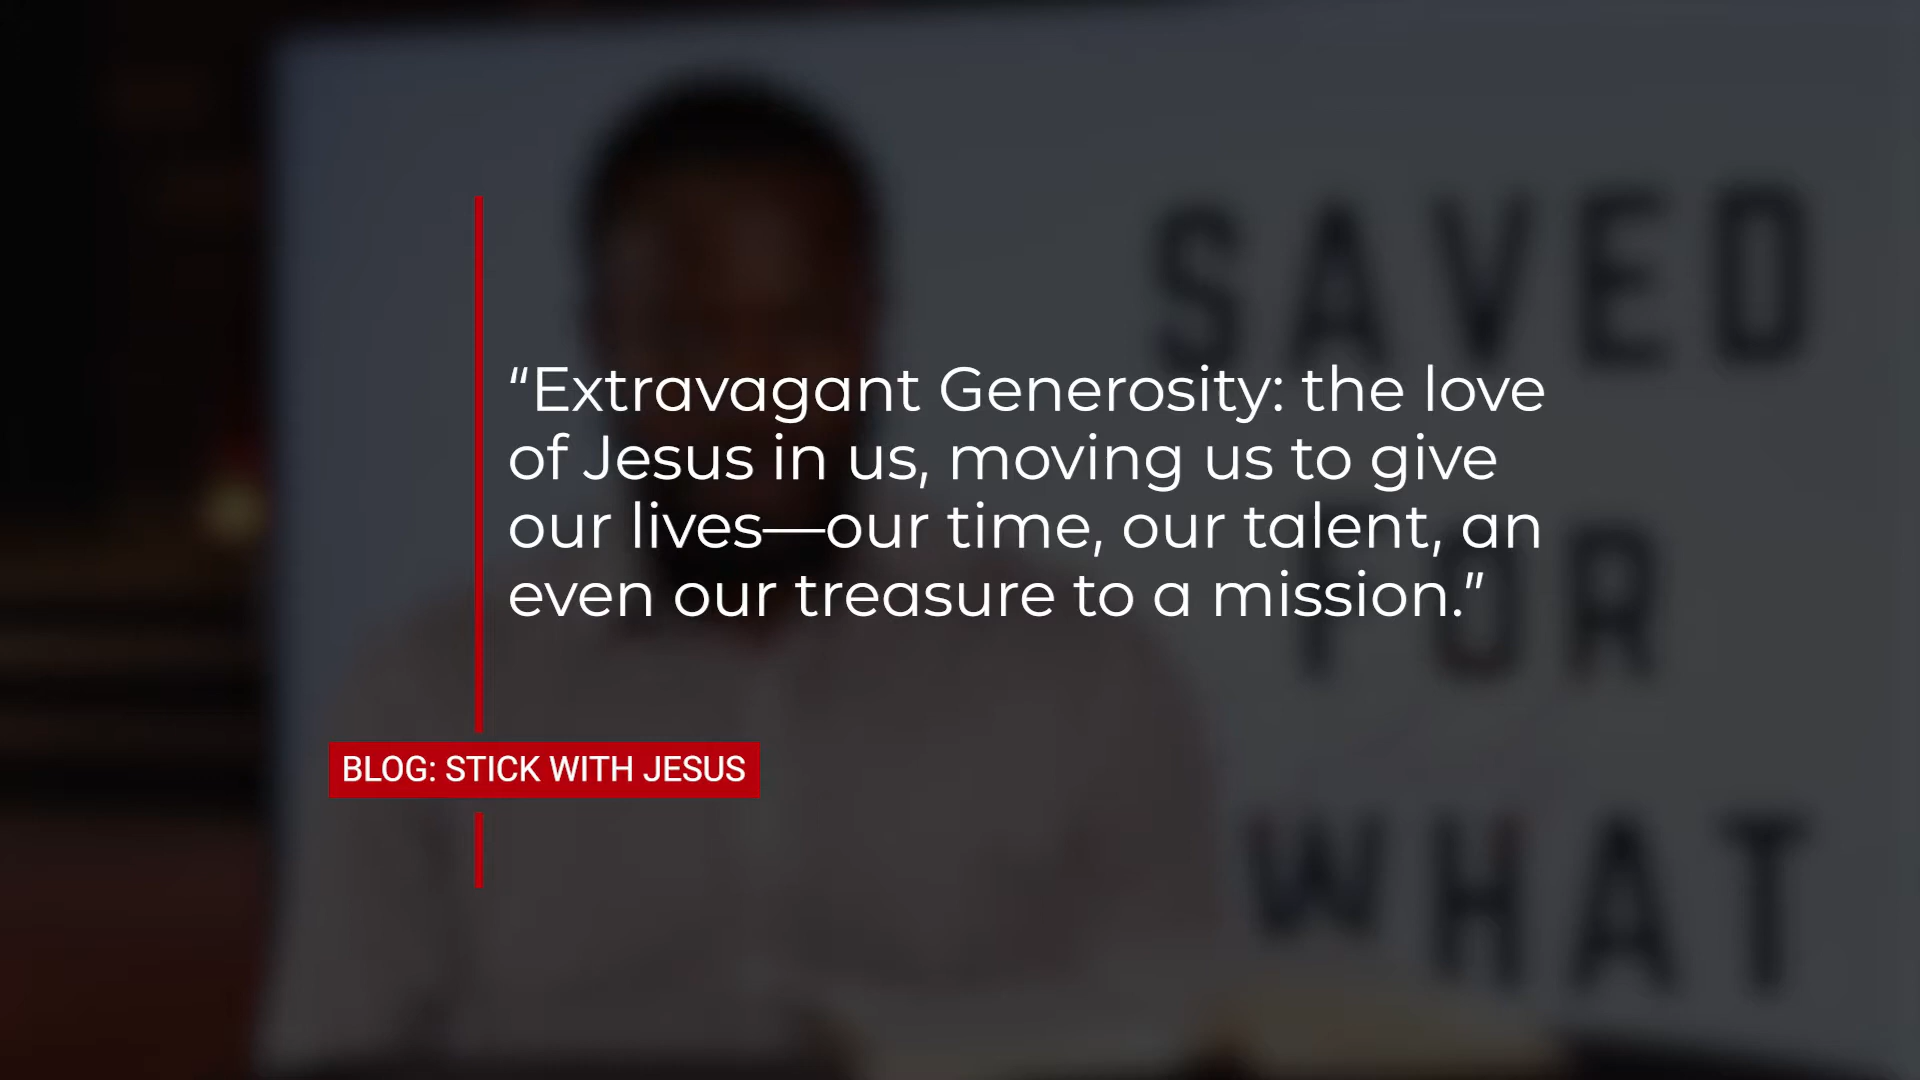 SAVED
“Extravagant Generosity: the love
of Jesus in us, moving us to give
our lives—our time, our talent, an
even our treasure to a mission.”
FOR
BLOG: STICK WITH JESUS
WHAT